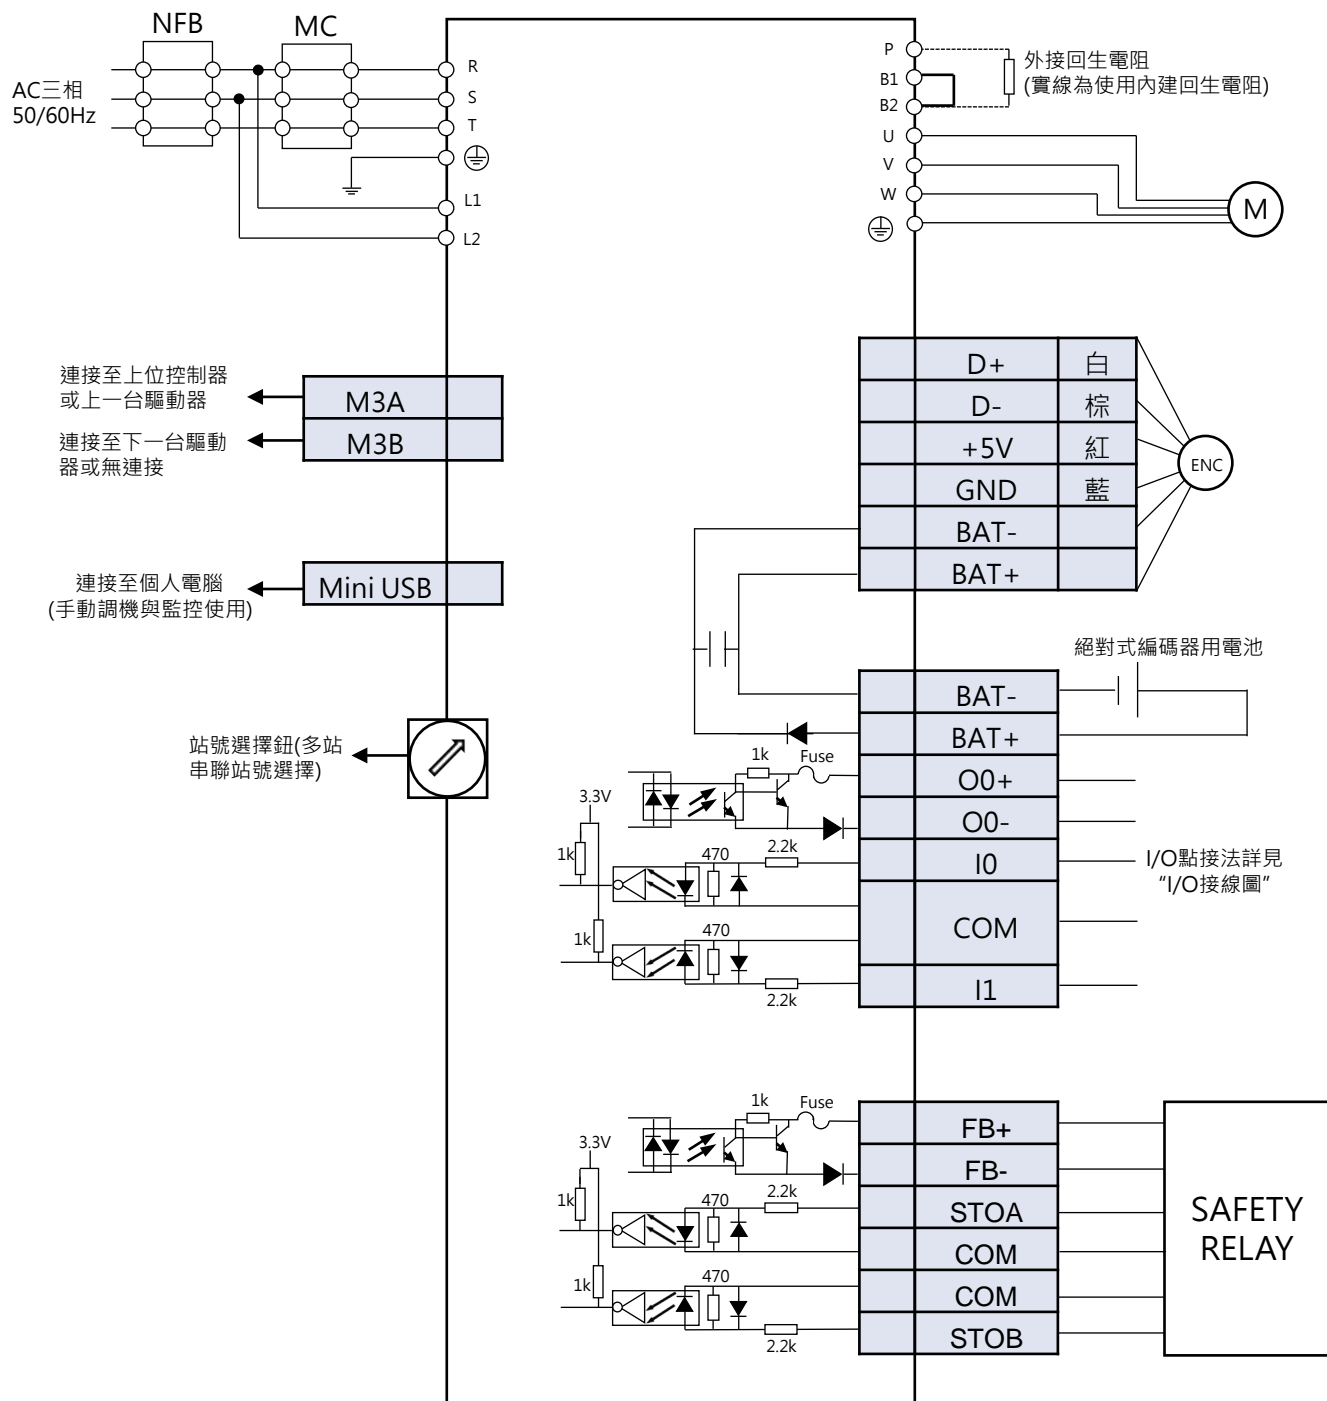 NFB
MC
AC三相
50/60Hz
R
S
T
L1
L2
P
B1
B2
U
V
W
外接回生電阻
(實線為使用內建回生電阻)
M
連接至上位控制器
或上一台驅動器
M3A
連接至下一台驅動
器或無連接
M3B
連接至個人電腦
(手動調機與監控使用)
Mini USB
站號選擇鈕(多站
串聯站號選擇)
D+
白
D-
棕
+5V
紅
GND
藍
BAT-
BAT+
ENC
絕對式編碼器用電池
BAT-
BAT+
1k
Fuse
O0+
O0-
3.3V
1k
470
2.2k
I0
I/O點接法詳見
“I/O接線圖”
COM
1k
470
2.2k
I1
1k
Fuse
FB+
FB-
3.3V
1k
470
2.2k
STOA
COM
1k
470
COM
2.2k
STOB
SAFETY
RELAY